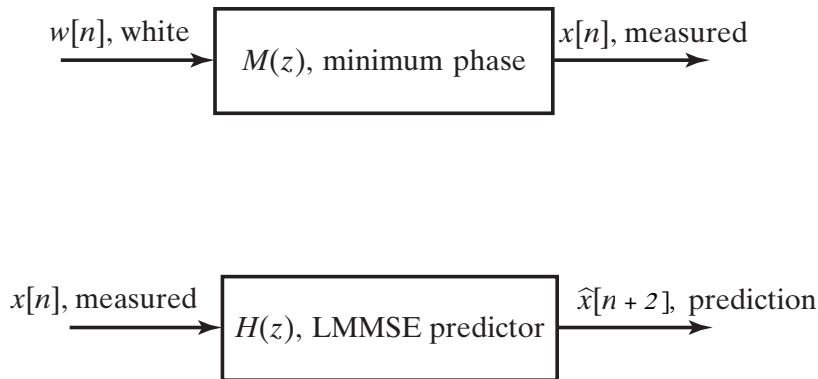 w[n], white
M(z), minimum phase
x[n], measured
x[n], measured
H(z), LMMSE predictor
x̂[n + 2], prediction